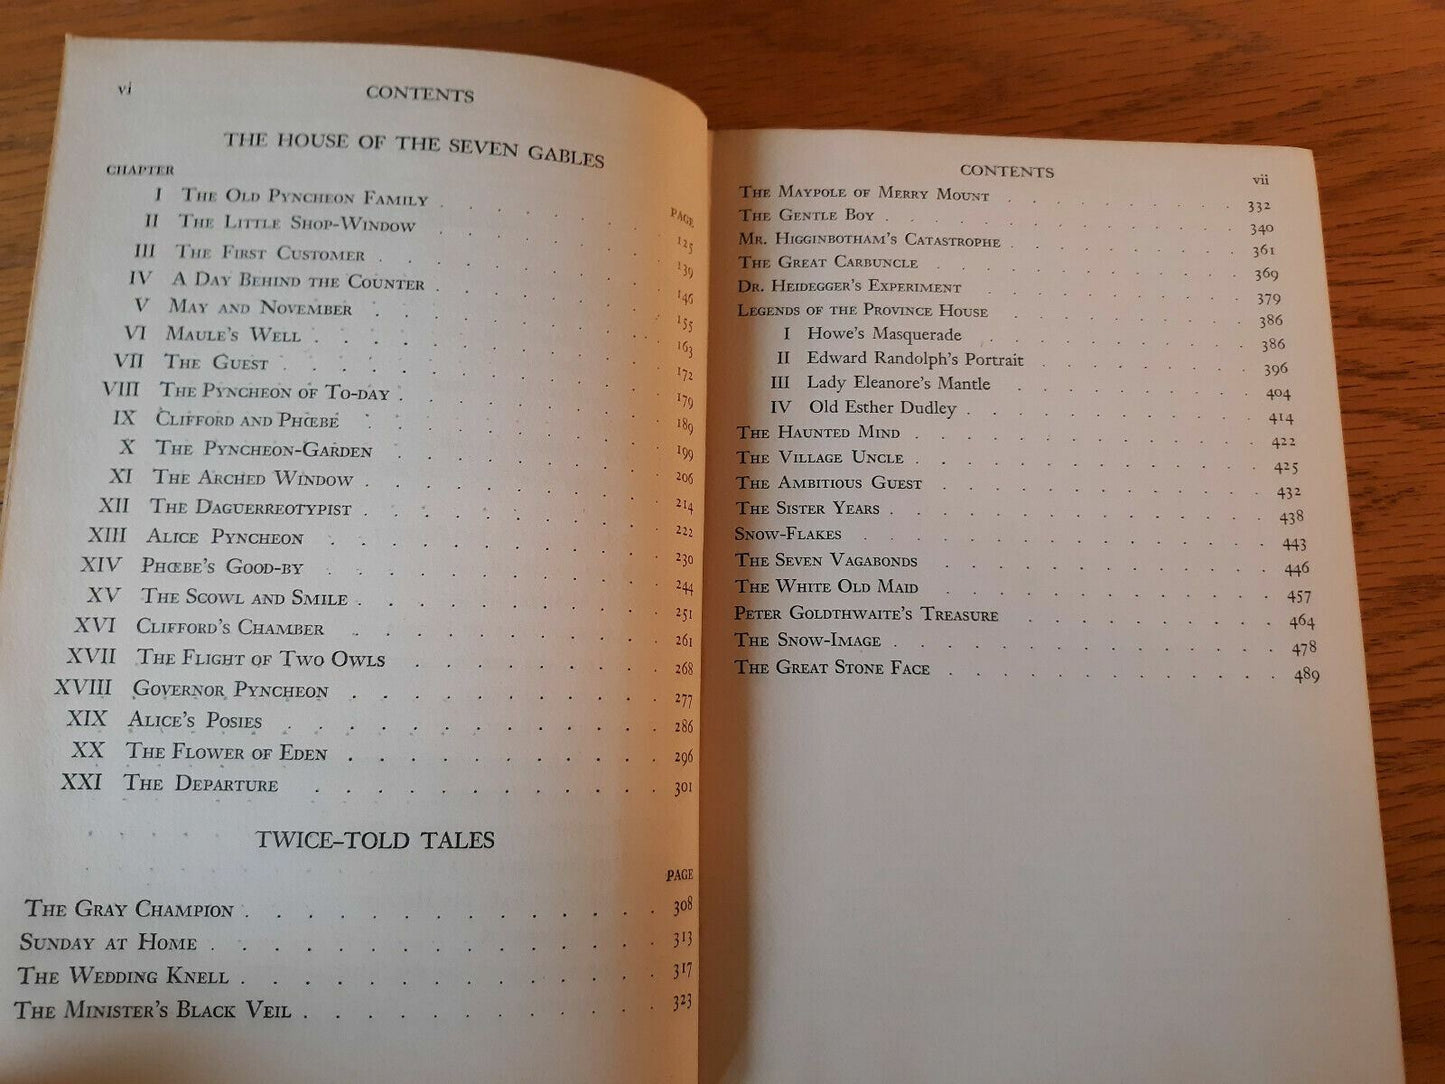 vi
CONTENTS
THE HOUSE OF THE SEVEN GABLES
CHAPTER
PAGE
I The Old Pyncheon Family . . . . . . 125
II The Little Shop-Window . . . . . . 139
III The First Customer . . . . . . 146
IV A Day Behind the Counter . . . . . . 155
V May and November . . . . . . 163
VI Maule's Well . . . . . . 172
VII The Guest . . . . . . 179
VIII The Pyncheon of To-day . . . . . . 189
IX Clifford and Phœbe . . . . . . 199
X The Pyncheon-Garden . . . . . . 206
XI The Arched Window . . . . . . 214
XII The Daguerreotypist . . . . . . 222
XIII Alice Pyncheon . . . . . . 230
XIV Phœbe's Good-by . . . . . . 244
XV The Scowl and Smile . . . . . . 251
XVI Clifford's Chamber . . . . . . 261
XVII The Flight of Two Owls . . . . . . 268
XVIII Governor Pyncheon . . . . . . 277
XIX Alice's Posies . . . . . . 286
XX The Flower of Eden . . . . . . 296
XXI The Departure . . . . . . 301
TWICE-TOLD TALES
PAGE
The Gray Champion . . . . . . 308
Sunday at Home . . . . . . 313
The Wedding Knell . . . . . . 317
The Minister's Black Veil . . . . . . 323
CONTENTS
vii
The Maypole of Merry Mount . . . . . . 332
The Gentle Boy . . . . . . 340
Mr. Higginbotham's Catastrophe . . . . . . 361
The Great Carbuncle . . . . . . 369
Dr. Heidegger's Experiment . . . . . . 379
Legends of the Province House . . . . . . 386
I Howe's Masquerade . . . . . . 386
II Edward Randolph's Portrait . . . . . . 396
III Lady Eleanore's Mantle . . . . . . 404
IV Old Esther Dudley . . . . . . 414
The Haunted Mind . . . . . . 422
The Village Uncle . . . . . . 425
The Ambitious Guest . . . . . . 432
The Sister Years . . . . . . 438
Snow-Flakes . . . . . . 443
The Seven Vagabonds . . . . . . 446
The White Old Maid . . . . . . 457
Peter Goldthwaite's Treasure . . . . . . 464
The Snow-Image . . . . . . 478
The Great Stone Face . . . . . . 489